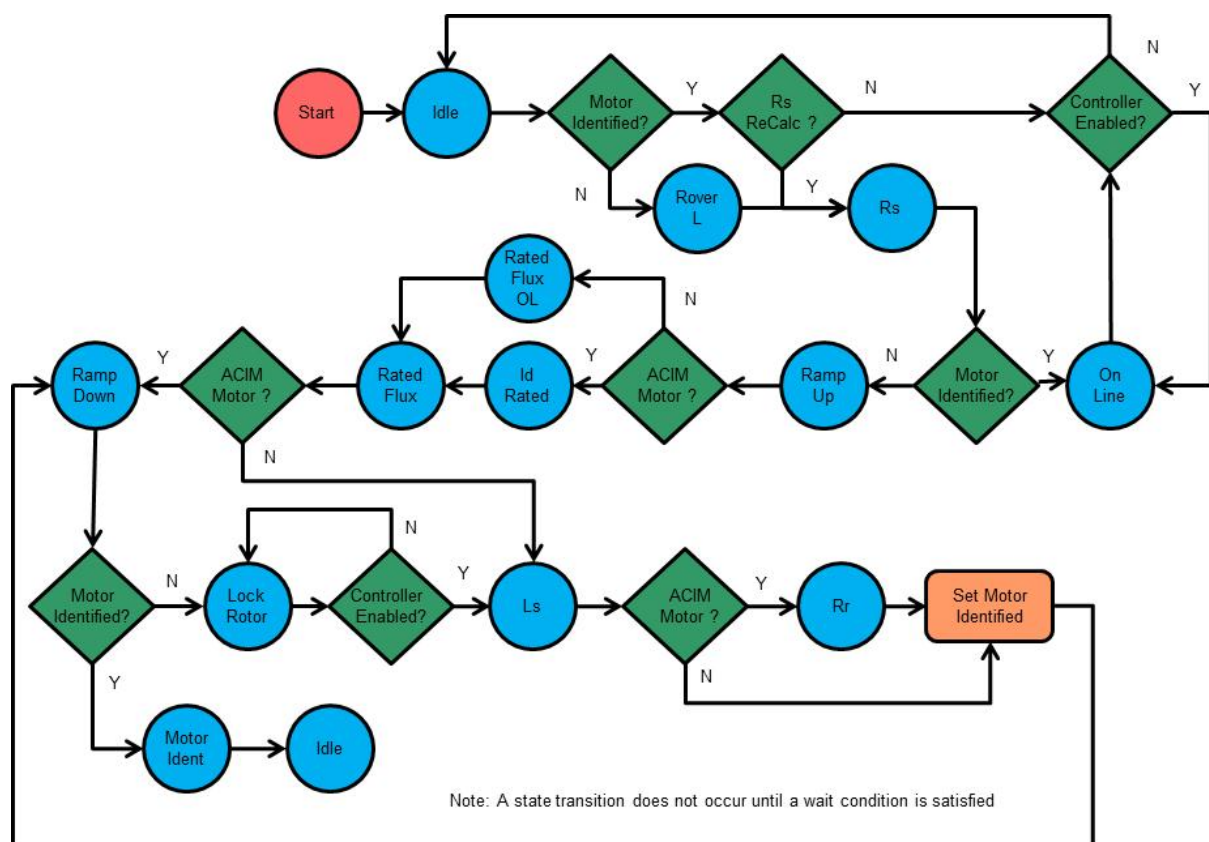 N
Start
Idle
Motor
Identified?
Y
Rs
ReCalc ?
N
Controller
Enabled?
Y
N
Rover
L
Y
Rs
Rated
Flux
OL
N
Ramp
Down
Y
ACIM
Motor ?
Rated
Flux
Id
Rated
Y
ACIM
Motor ?
Ramp
Up
N
Motor
Identified?
Y
On
Line
N
N
Motor
Identified?
N
Lock
Rotor
Controller
Enabled?
Y
Ls
ACIM
Motor ?
Y
Rr
Set Motor
Identified
N
Y
Motor
Ident
Idle
Note: A state transition does not occur until a wait condition is satisfied